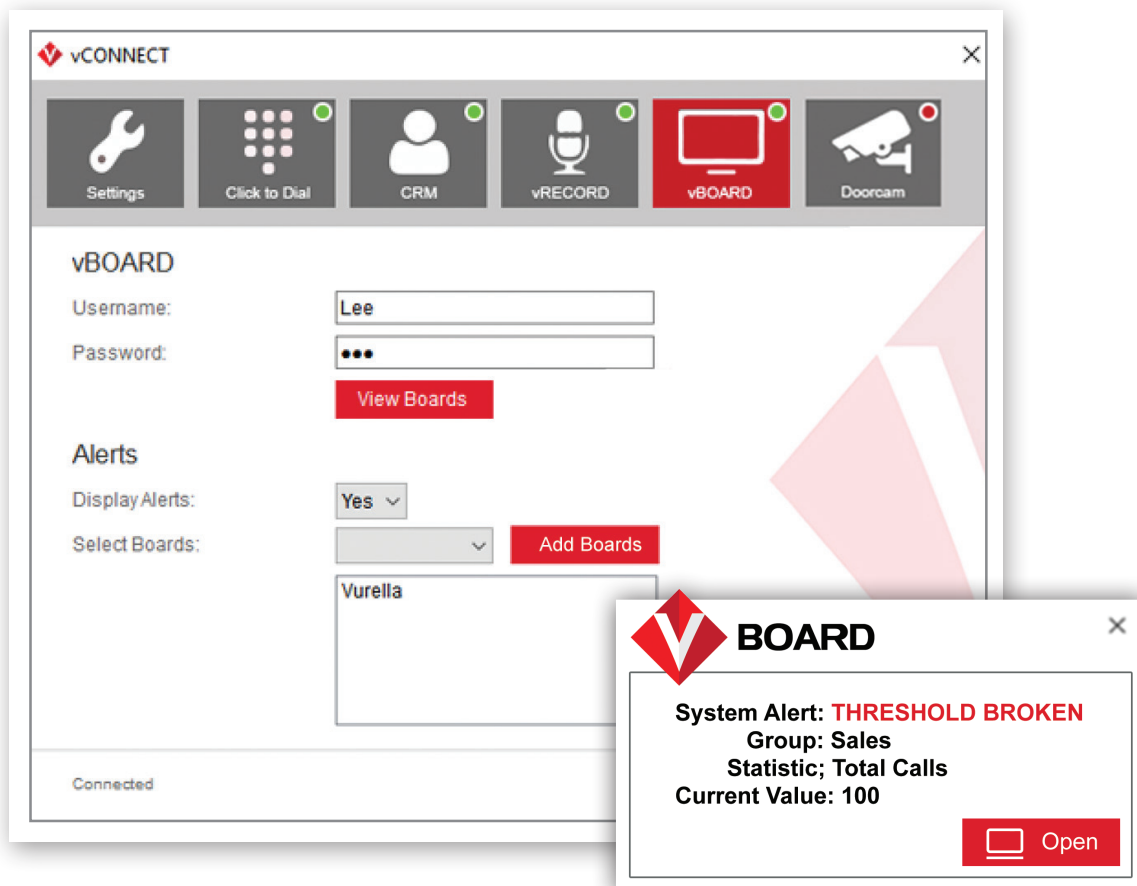 vCONNECT
Settings
Click to Dial
CRM
vRECORD
vBOARD
Doorcam
vBOARD
Username:
Lee
Password:
●●●
View Boards
Alerts
Display Alerts:
Yes
Select Boards:
Add Boards
Vurella
Connected
V BOARD
System Alert: THRESHOLD BROKEN
Group: Sales
Statistic; Total Calls
Current Value: 100
Open